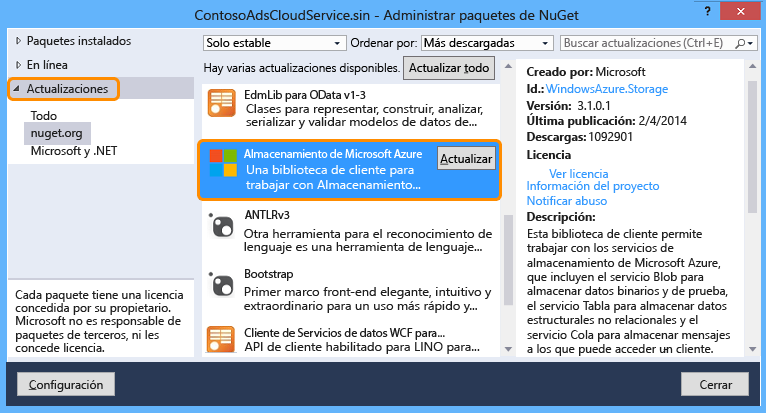 ContosoAdsCloudService.sin - Administrar paquetes de NuGet
Paquetes instalados
En línea
Actualizaciones
Todo
nuget.org
Microsoft y .NET
Cada paquete tiene una licencia
concedida por su propietario.
Microsoft no es responsable de
paquetes de terceros, ni les
concede licencia.
Solo estable
Ordenar por:
Más descargadas
Hay varias actualizaciones disponibles.
Actualizar todo
EdmLib para OData v1-3
Clases para representar, construir, analizar,
serializar y validar modelos de datos de...
Almacenamiento de Microsoft Azure
Una biblioteca de cliente para
trabajar con Almacenamiento...
Actualizar
ANTLRv3
Otra herramienta para el reconocimiento de
lenguaje es una herramienta de lenguaje...
Bootstrap
Primer marco front-end elegante, intuitivo y
extraordinario para un uso más rápido y...
Cliente de Servicios de datos WCF para...
API de cliente habilitado para LINO para...
Buscar actualizaciones (Ctrl+E)
Creado por: Microsoft
Id.: WindowsAzure.Storage
Versión: 3.1.0.1
Última publicación: 2/4/2014
Descargas: 1092901
Licencia
Ver licencia
Información del proyecto
Notificar abuso
Descripción:
Esta biblioteca de cliente permite
trabajar con los servicios de
almacenamiento de Microsoft Azure,
que incluyen el servicio Blob para
almacenar datos binarios y de prueba,
el servicio Tabla para almacenar datos
estructurales no relacionales y el
servicio Cola para almacenar mensajes
a los que puede acceder un cliente.
Configuración
Cerrar